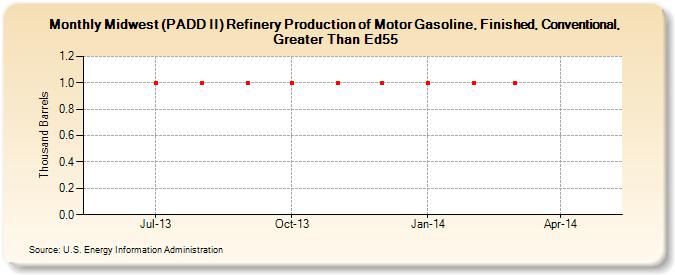 Monthly Midwest (PADD II) Refinery Production of Motor Gasoline, Finished, Conventional,
Greater Than Ed55
Thousand Barrels
1.2
1.0
0.8
0.6
0.4
0.2
0.0
Jul-13 Oct-13 Jan-14 Apr-14
Source: U.S. Energy Information Administration